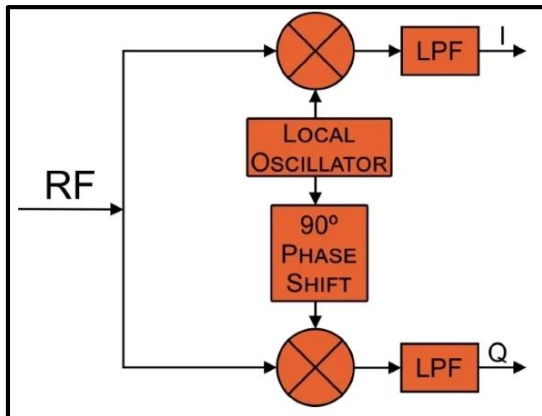 I
LPF
LOCAL
OSCILLATOR
RF
90º
PHASE
SHIFT
Q
LPF